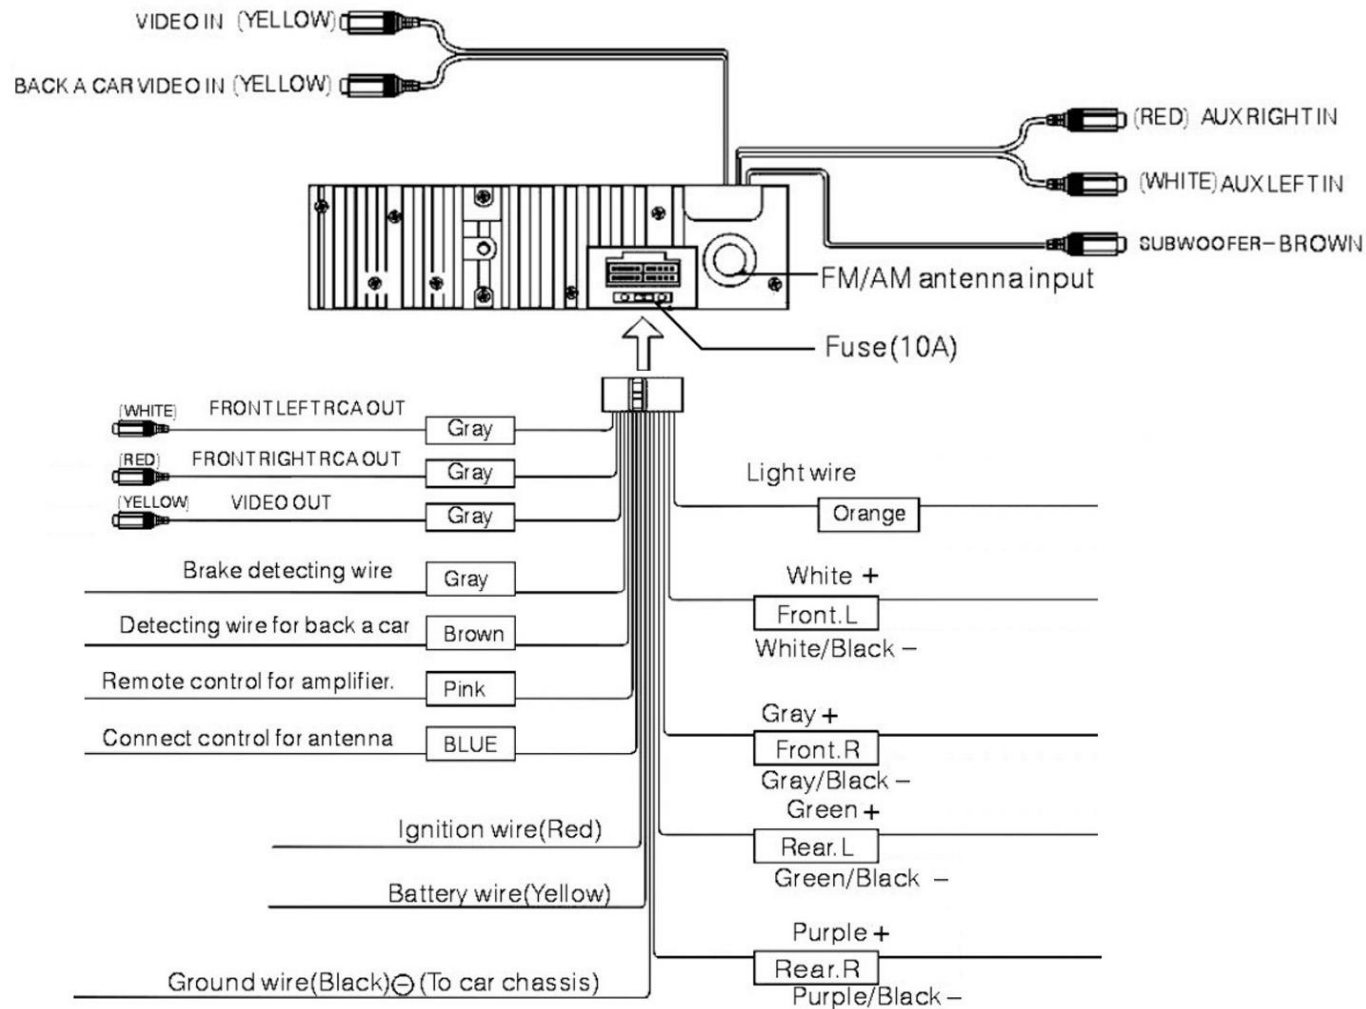 VIDEO IN (YELLOW)
BACK A CAR VIDEO IN (YELLOW)
(RED) AUX RIGHT IN
(WHITE) AUX LEFT IN
SUBWOOFER-BROWN
FM/AM antenna input
Fuse(10A)
(WHITE) FRONT LEFT RCA OUT
Gray
(RED) FRONT RIGHT RCA OUT
Gray
(YELLOW) VIDEO OUT
Gray
Brake detecting wire
Gray
Detecting wire for back a car
Brown
Remote control for amplifier.
Pink
Connect control for antenna
BLUE
Ignition wire(Red)
Battery wire(Yellow)
Ground wire(Black)⊖(To car chassis)
Light wire
Orange
White +
Front.L
White/Black −
Gray +
Front.R
Gray/Black −
Green +
Rear.L
Green/Black −
Purple +
Rear.R
Purple/Black −